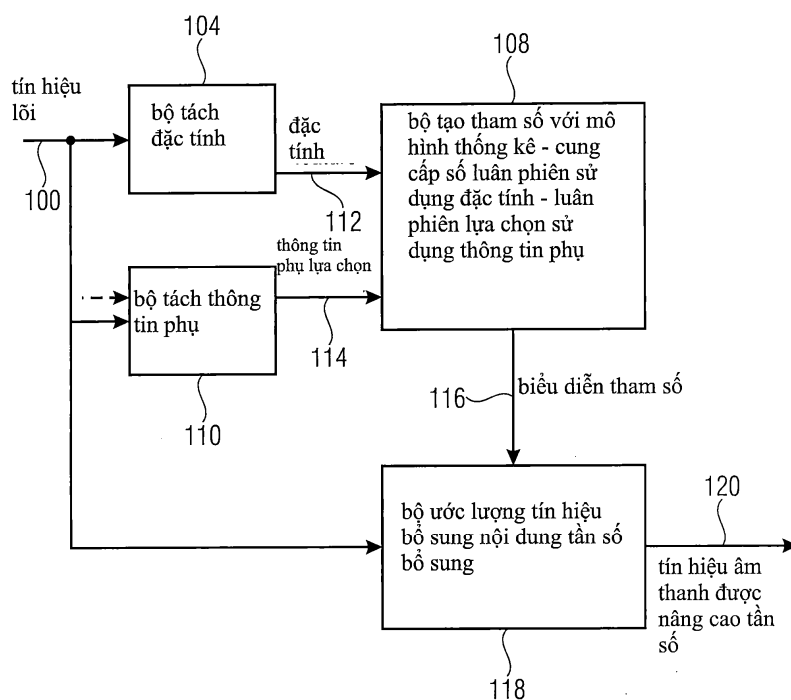 104
108
tín hiệu
lõi
bộ tách
đặc tính
đặc
tính
bộ tạo tham số với mô
hình thống kê - cung
cấp số luân phiên sử
dụng đặc tính - luân
phiên lựa chọn sử
dụng thông tin phụ
100
112
thông tin
phụ lựa chọn
bộ tách thông
tin phụ
114
110
116
biểu diễn tham số
bộ ước lượng tín hiệu
bổ sung nội dung tần số
bổ sung
120
tín hiệu âm
thanh được
nâng cao tần
số
118